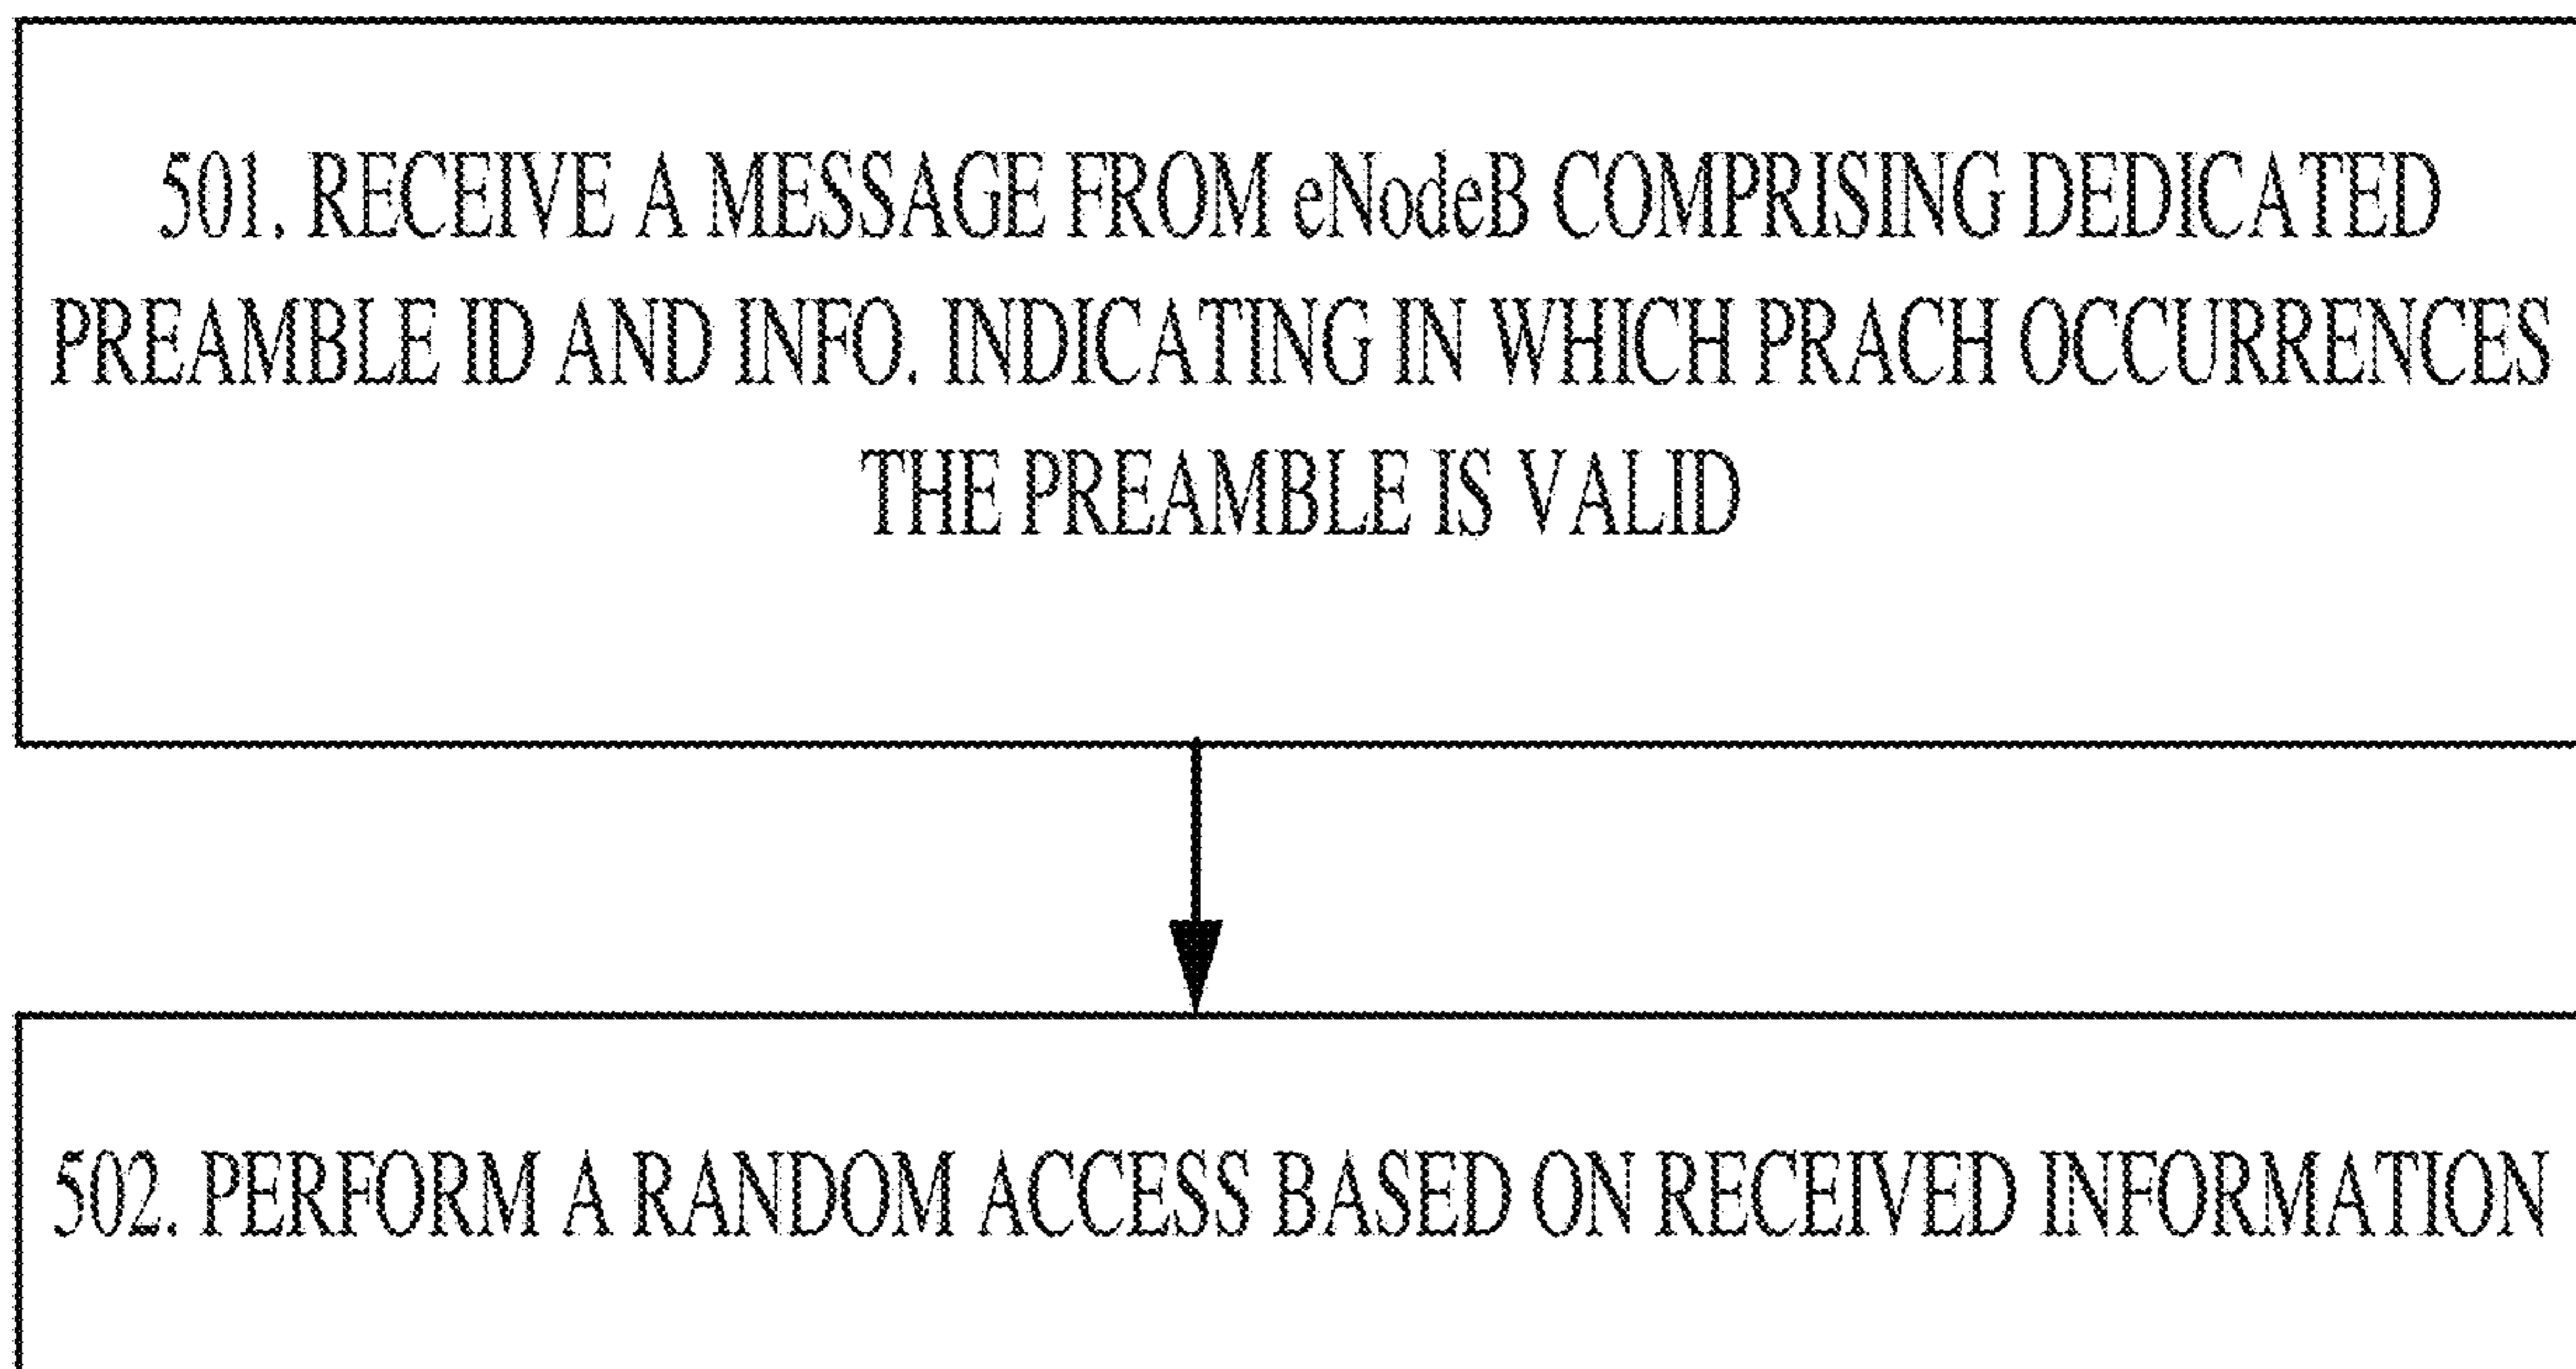 501. RECEIVE A MESSAGE FROM eNodeB COMPRISING DEDICATED
PREAMBLE ID AND INFO. INDICATING IN WHICH PRACH OCCURRENCES
THE PREAMBLE IS VALID
502. PERFORM A RANDOM ACCESS BASED ON RECEIVED INFORMATION